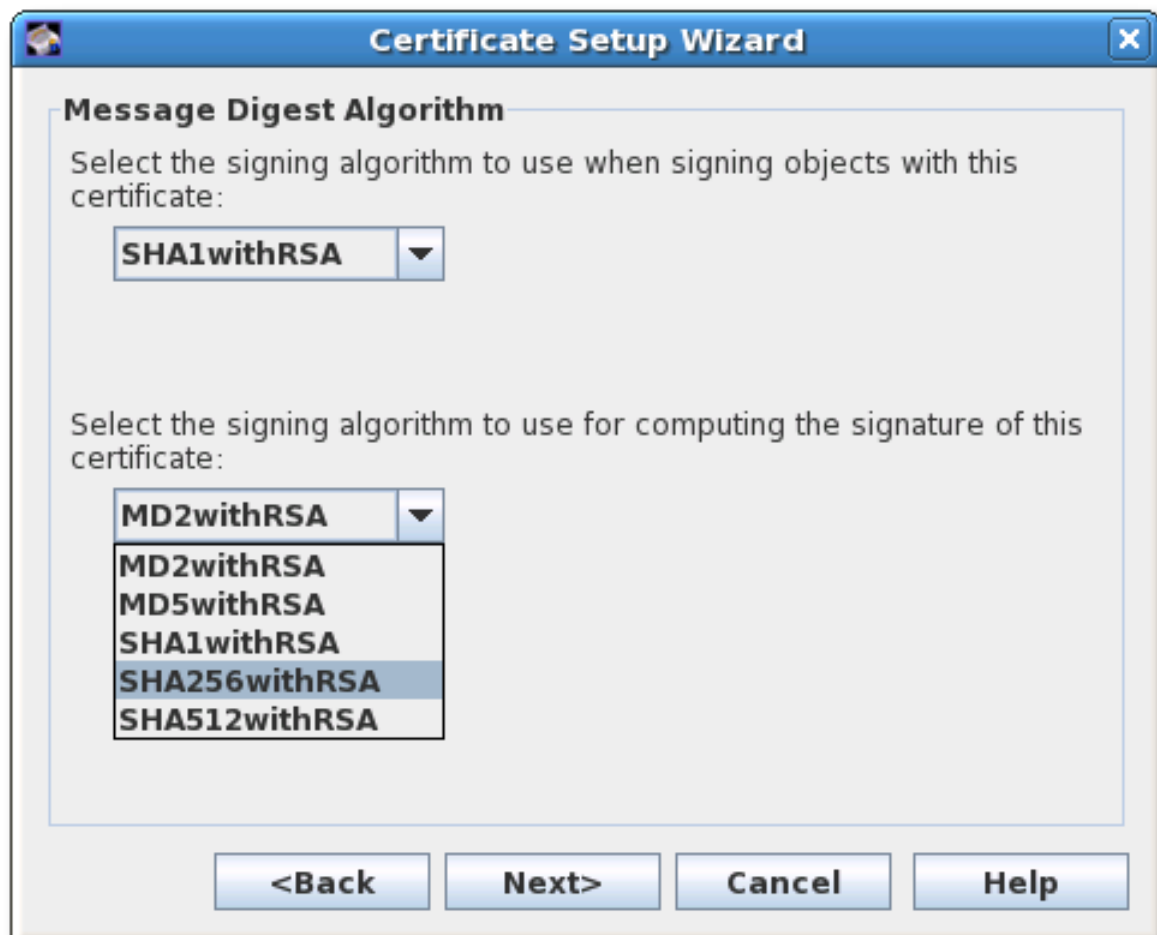 Certificate Setup Wizard
Message Digest Algorithm
Select the signing algorithm to use when signing objects with this
certificate:
SHA1withRSA
Select the signing algorithm to use for computing the signature of this
certificate:
MD2withRSA
MD2withRSA
MD5withRSA
SHA1withRSA
SHA256withRSA
SHA512withRSA
<Back Next> Cancel Help